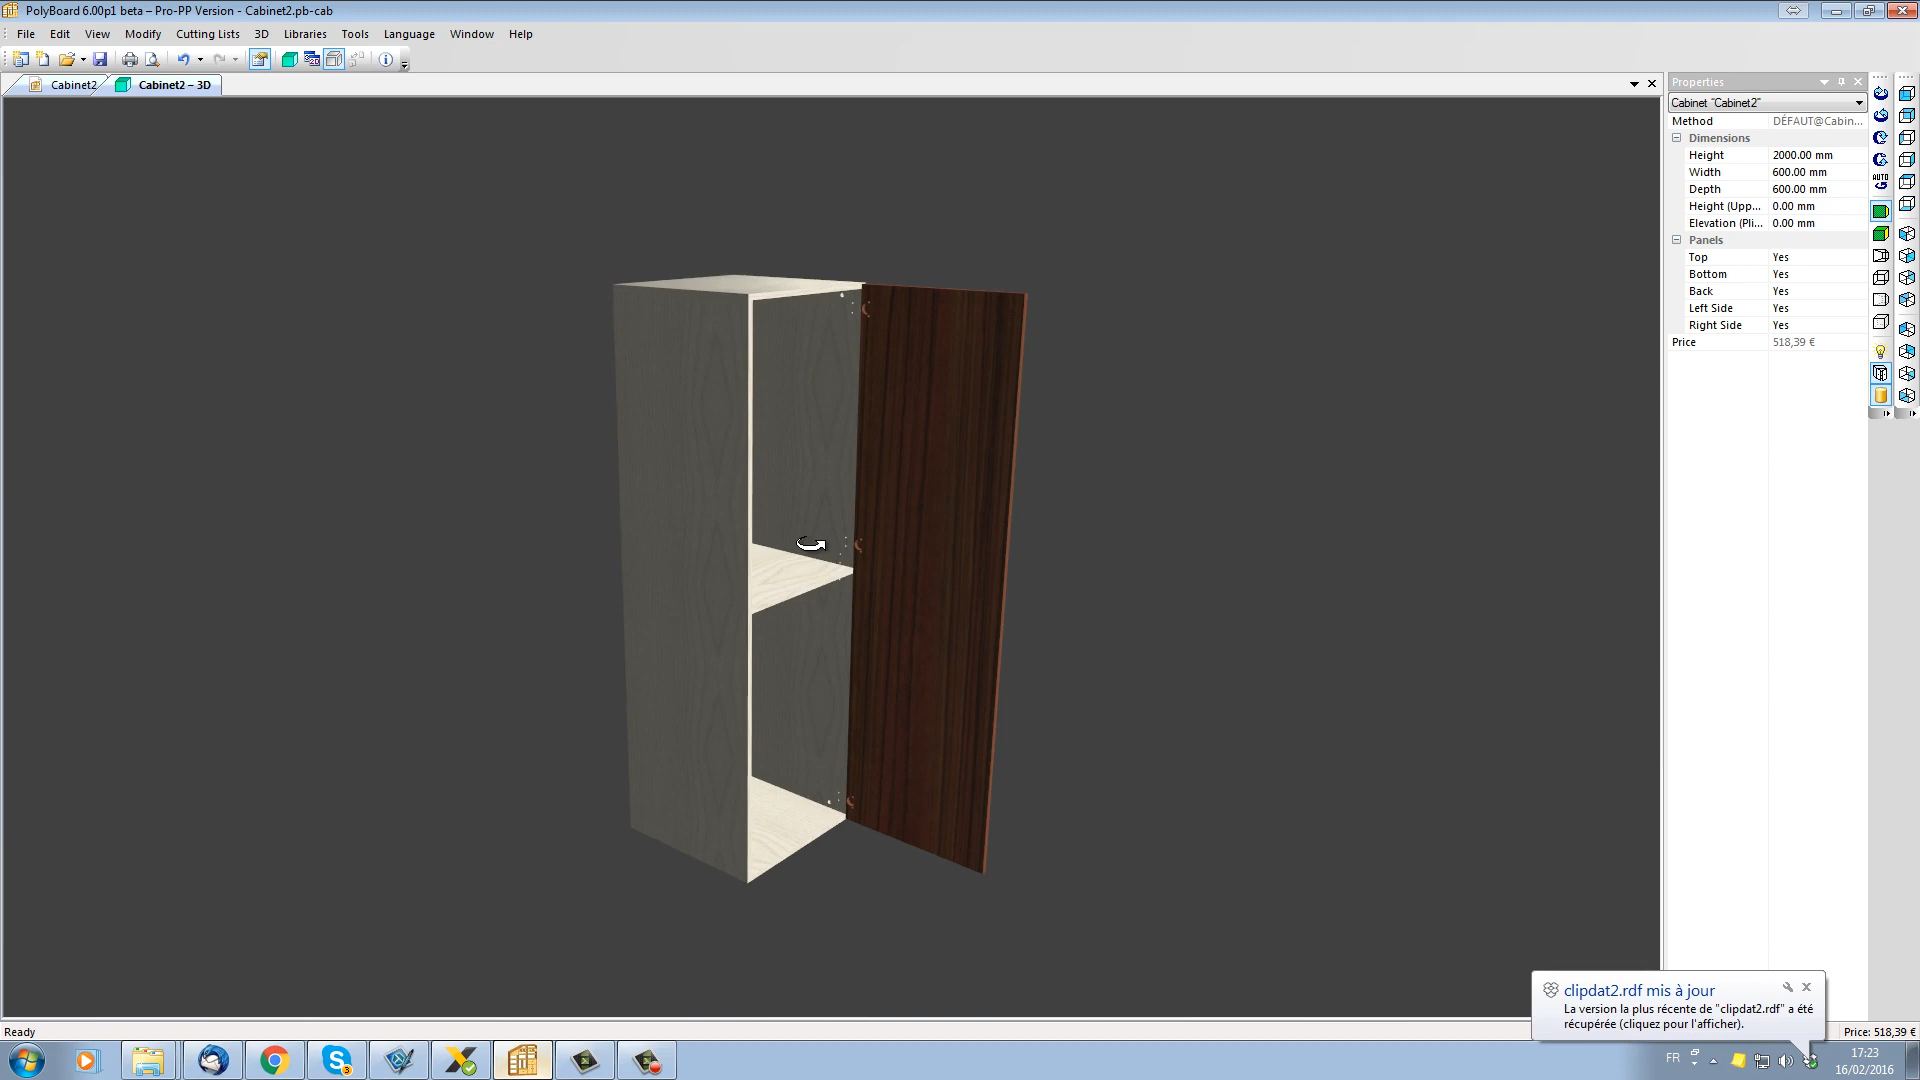 PolyBoard 6.00p1 beta – Pro-PP Version - Cabinet2.pb-cab
File Edit View Modify Cutting Lists 3D Libraries Tools Language Window Help
Cabinet2 Cabinet2 – 3D
Properties
Cabinet "Cabinet2"
Method DÉFAUT@Cabin...
Dimensions
Height 2000.00 mm
Width 600.00 mm
Depth 600.00 mm
Height (Upp... 0.00 mm
Elevation (Pli... 0.00 mm
Panels
Top Yes
Bottom Yes
Back Yes
Left Side Yes
Right Side Yes
Price 518,39 €
AUTO
clipdat2.rdf mis à jour
La version la plus récente de "clipdat2.rdf" a été
récupérée (cliquez pour l'afficher).
Ready
Price: 518,39 €
3
FR
17:23
16/02/2016